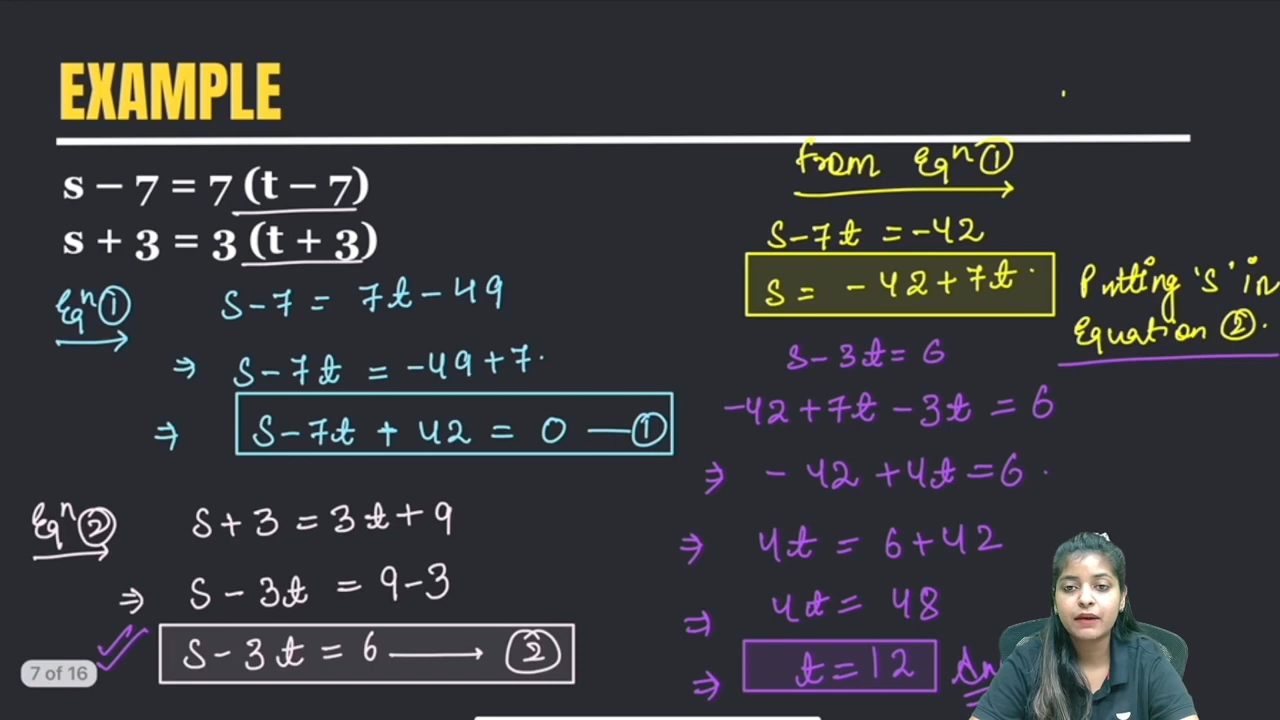 EXAMPLE
s − 7 = 7 (t − 7)
s + 3 = 3 (t + 3)
Eqⁿ ①
S − 7 = 7t − 49
⇒ S − 7t = −49 + 7.
⇒ S − 7t + 42 = 0 — ①
Eqⁿ ②
S + 3 = 3t + 9
⇒ S − 3t = 9 − 3
⇒ S − 3t = 6 ⟶ ②
7 of 16
from Eqⁿ ①
S − 7t = −42
S = −42 + 7t.
Putting 'S' in
Equation ②.
S − 3t = 6
−42 + 7t − 3t = 6
⇒ − 42 + 4t = 6.
⇒ 4t = 6 + 42
⇒ 4t = 48
⇒ t = 12